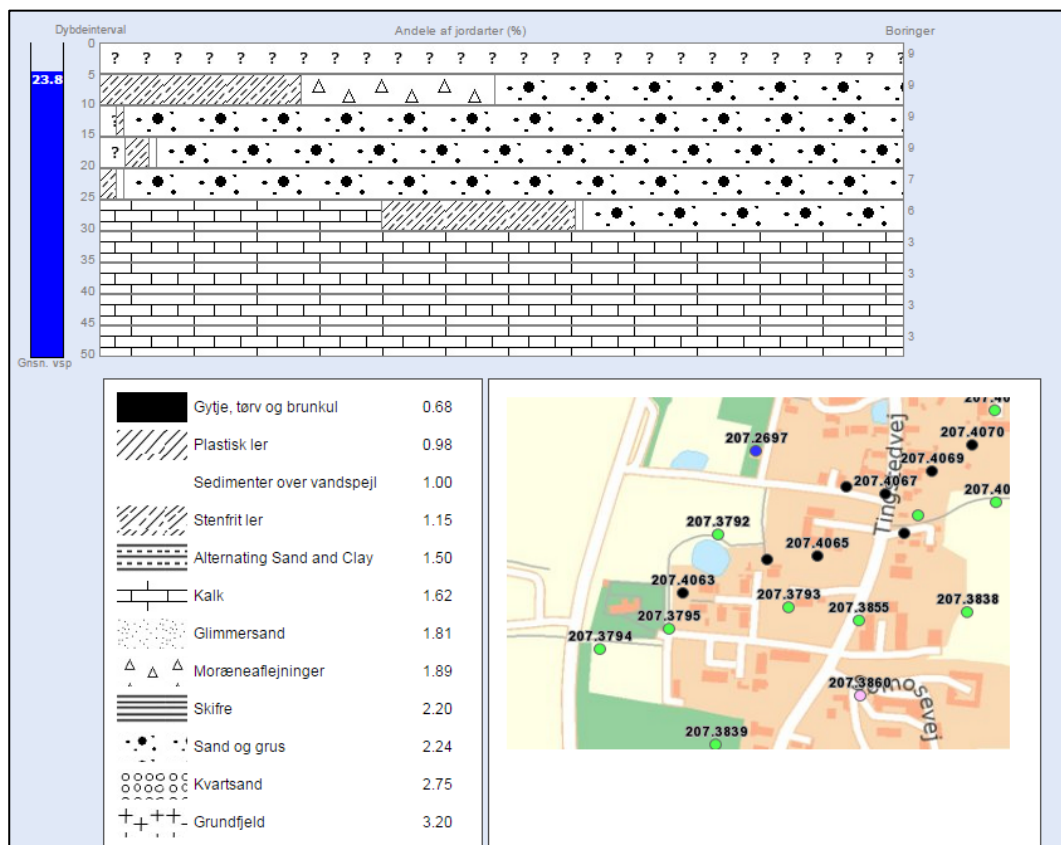 Dybdeinterval Andele af jordarter (%) Boringer
0 ? ? ? ? ? ? ? ? ? ? ? ? ? ? ? ? ? ? ? ? ? ? ? ? ? ? 9
23.8
5 9
10 9
15 ? 9
20 7
25 6
30 3
35 3
40 3
45 3
50
Gnsn. vsp
Gytje, tørv og brunkul 0.68
Plastisk ler 0.98
Sedimenter over vandspejl 1.00
Stenfrit ler 1.15
Alternating Sand and Clay 1.50
Kalk 1.62
Glimmersand 1.81
Moræneaflejninger 1.89
Skifre 2.20
Sand og grus 2.24
Kvartsand 2.75
Grundfjeld 3.20
207.2697
207.4070
207.4069
207.4067
Tingstedvej
207.3792
207.4065
207.4063
207.3793
207.3855
207.3838
207.3795
207.3794
207.3860
207.3839